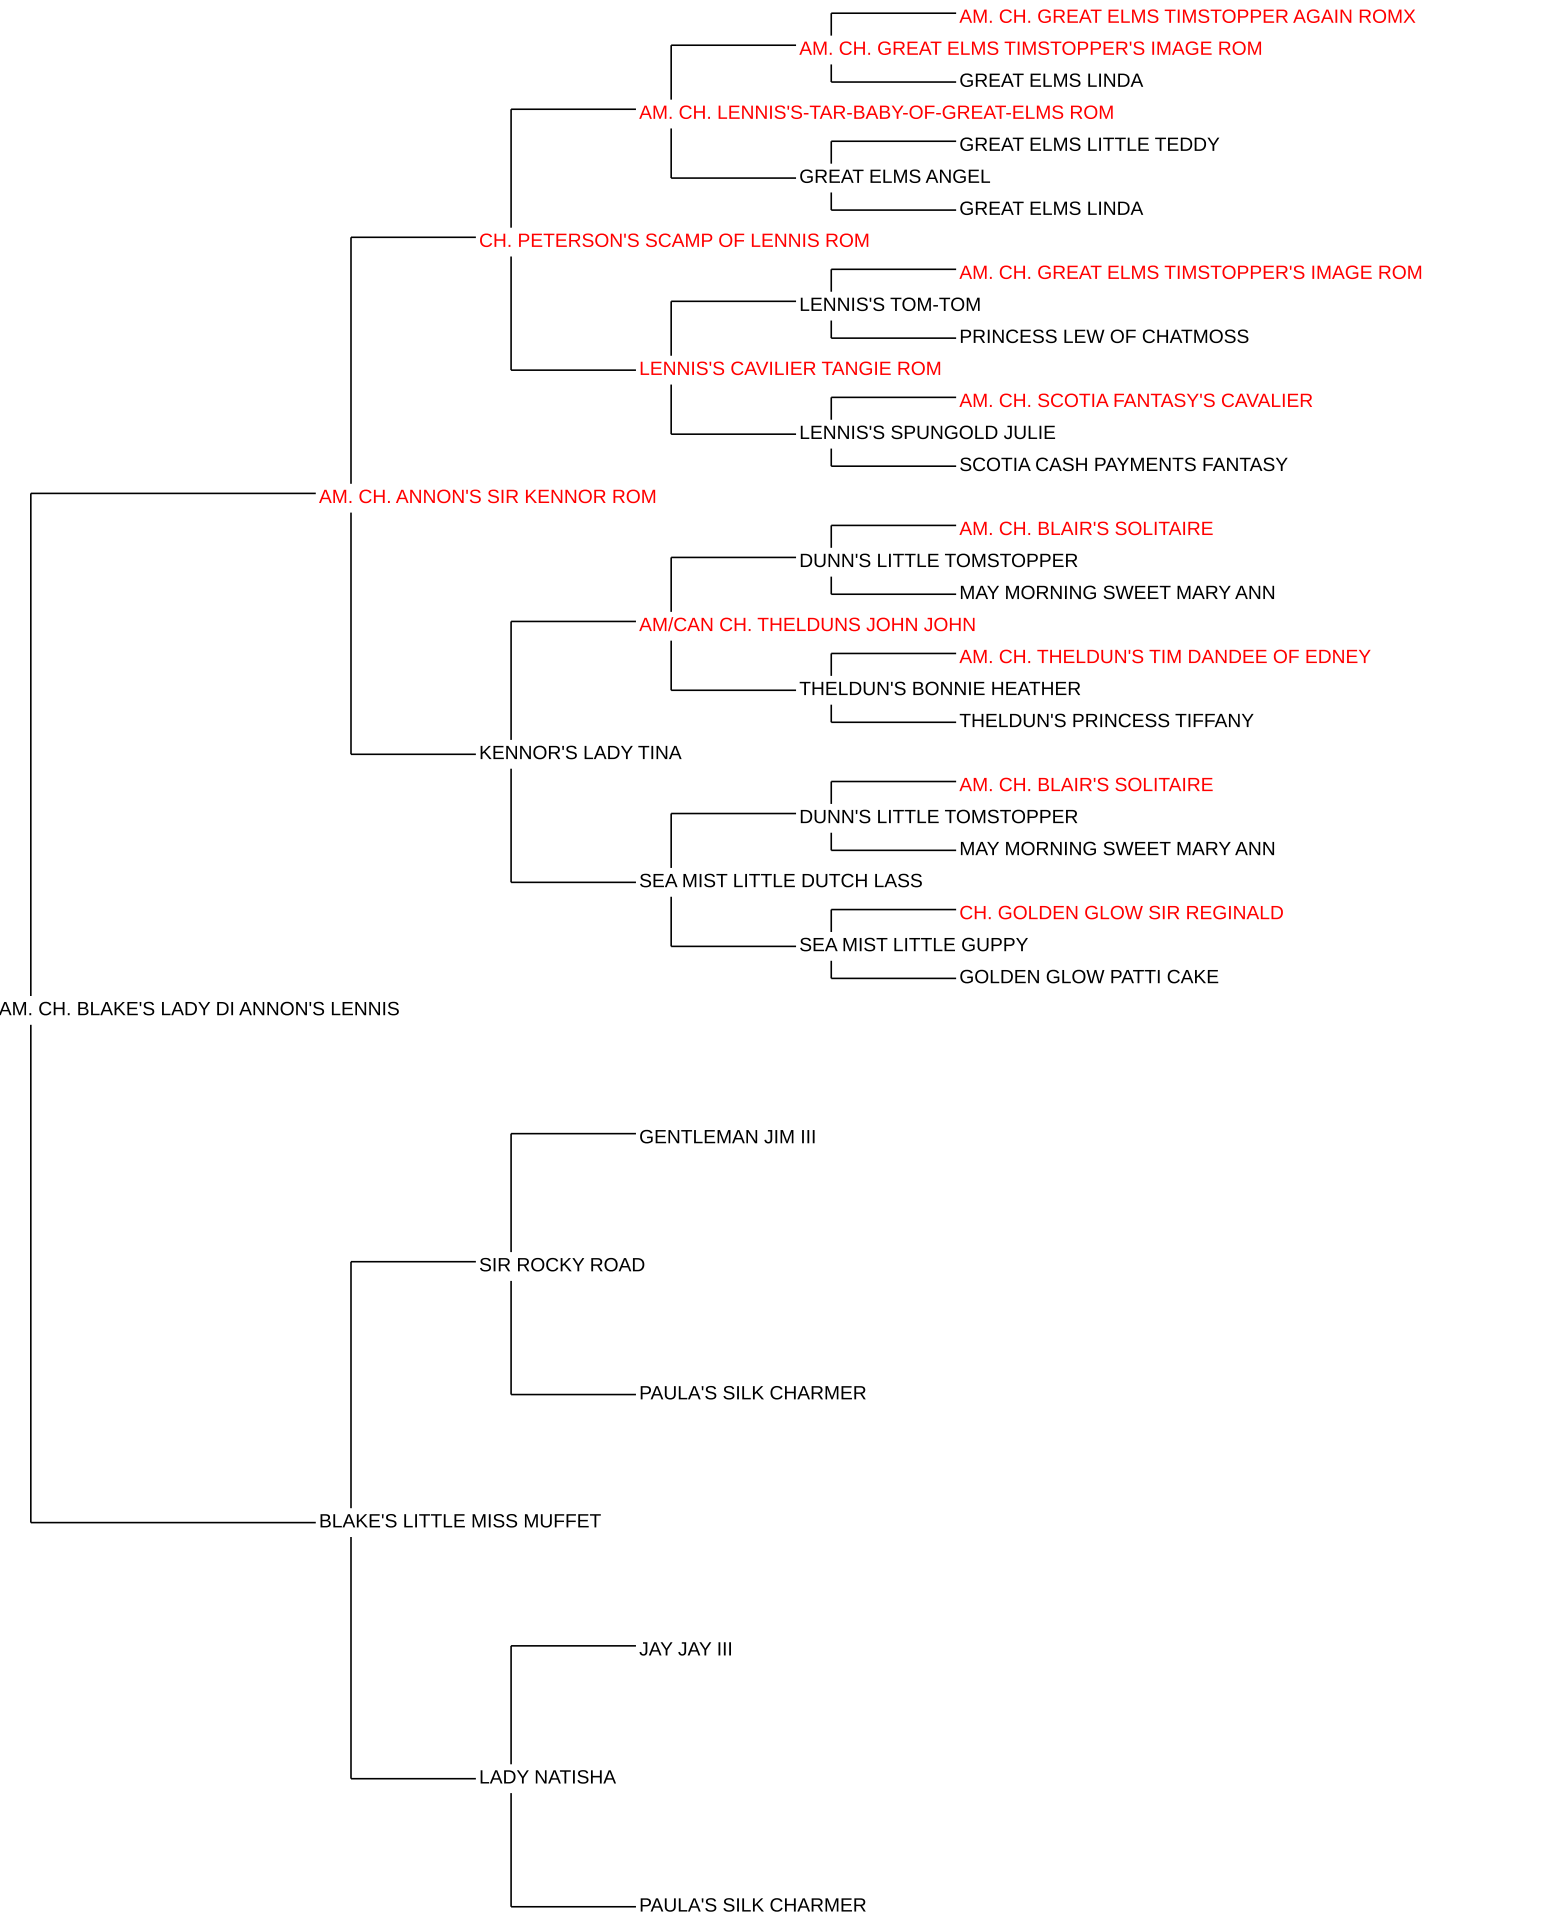 AM. CH. GREAT ELMS TIMSTOPPER AGAIN ROMX
AM. CH. GREAT ELMS TIMSTOPPER'S IMAGE ROM
GREAT ELMS LINDA
AM. CH. LENNIS'S-TAR-BABY-OF-GREAT-ELMS ROM
GREAT ELMS LITTLE TEDDY
GREAT ELMS ANGEL
GREAT ELMS LINDA
CH. PETERSON'S SCAMP OF LENNIS ROM
AM. CH. GREAT ELMS TIMSTOPPER'S IMAGE ROM
LENNIS'S TOM-TOM
PRINCESS LEW OF CHATMOSS
LENNIS'S CAVILIER TANGIE ROM
AM. CH. SCOTIA FANTASY'S CAVALIER
LENNIS'S SPUNGOLD JULIE
SCOTIA CASH PAYMENTS FANTASY
AM. CH. ANNON'S SIR KENNOR ROM
AM. CH. BLAIR'S SOLITAIRE
DUNN'S LITTLE TOMSTOPPER
MAY MORNING SWEET MARY ANN
AM/CAN CH. THELDUNS JOHN JOHN
AM. CH. THELDUN'S TIM DANDEE OF EDNEY
THELDUN'S BONNIE HEATHER
THELDUN'S PRINCESS TIFFANY
KENNOR'S LADY TINA
AM. CH. BLAIR'S SOLITAIRE
DUNN'S LITTLE TOMSTOPPER
MAY MORNING SWEET MARY ANN
SEA MIST LITTLE DUTCH LASS
CH. GOLDEN GLOW SIR REGINALD
SEA MIST LITTLE GUPPY
GOLDEN GLOW PATTI CAKE
AM. CH. BLAKE'S LADY DI ANNON'S LENNIS
GENTLEMAN JIM III
SIR ROCKY ROAD
PAULA'S SILK CHARMER
BLAKE'S LITTLE MISS MUFFET
JAY JAY III
LADY NATISHA
PAULA'S SILK CHARMER